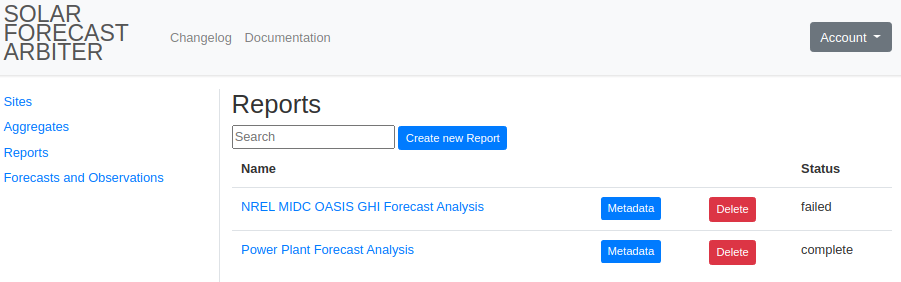 SOLAR
FORECAST
ARBITER
Changelog Documentation
Account
Sites
Aggregates
Reports
Forecasts and Observations
Reports
Search
Create new Report
Name Status
NREL MIDC OASIS GHI Forecast Analysis Metadata Delete failed
Power Plant Forecast Analysis Metadata Delete complete